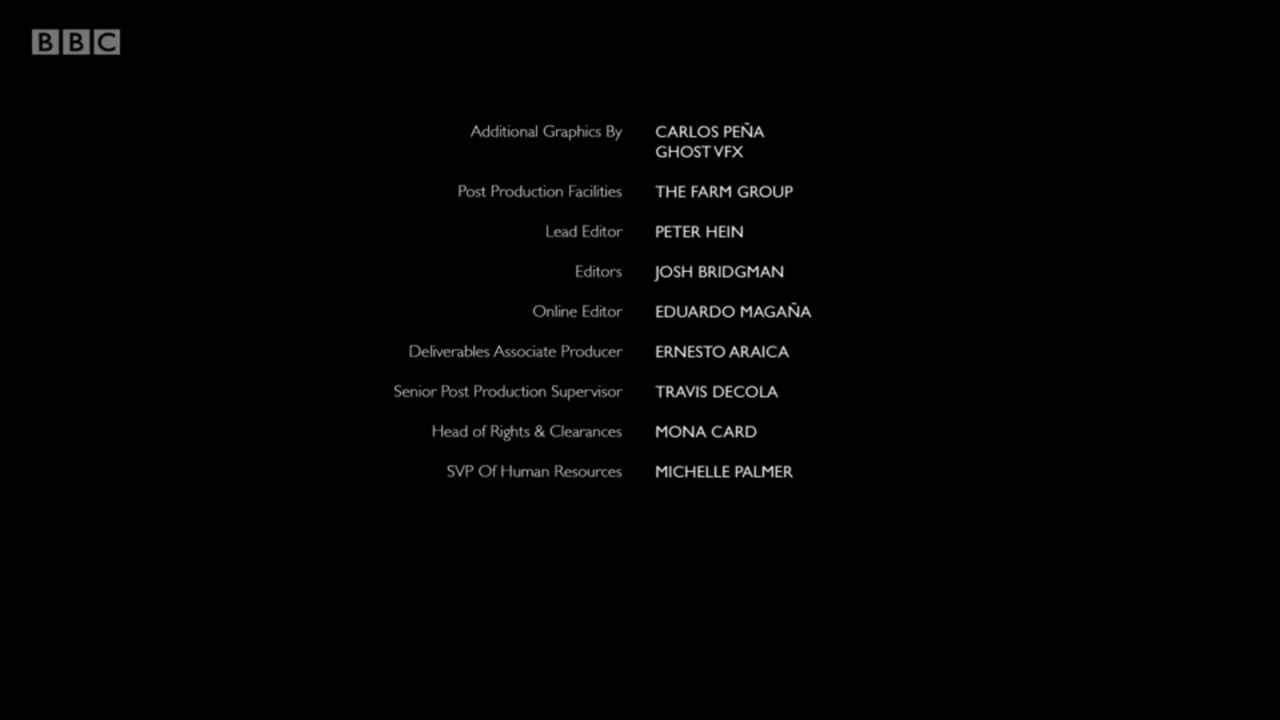 BBC
Additional Graphics By CARLOS PEÑA
GHOST VFX
Post Production Facilities THE FARM GROUP
Lead Editor PETER HEIN
Editors JOSH BRIDGMAN
Online Editor EDUARDO MAGAÑA
Deliverables Associate Producer ERNESTO ARAICA
Senior Post Production Supervisor TRAVIS DECOLA
Head of Rights & Clearances MONA CARD
SVP Of Human Resources MICHELLE PALMER